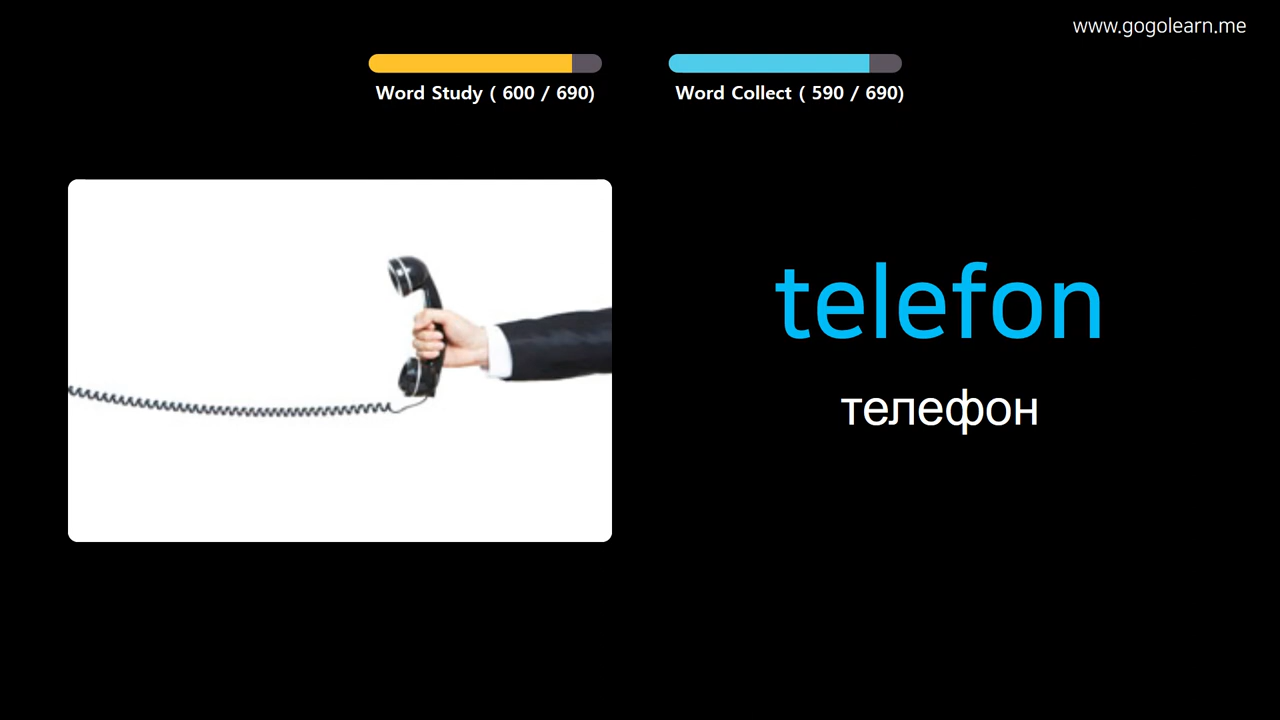 www.gogolearn.me
Word Study ( 600 / 690)
Word Collect ( 590 / 690)
telefon
телефон